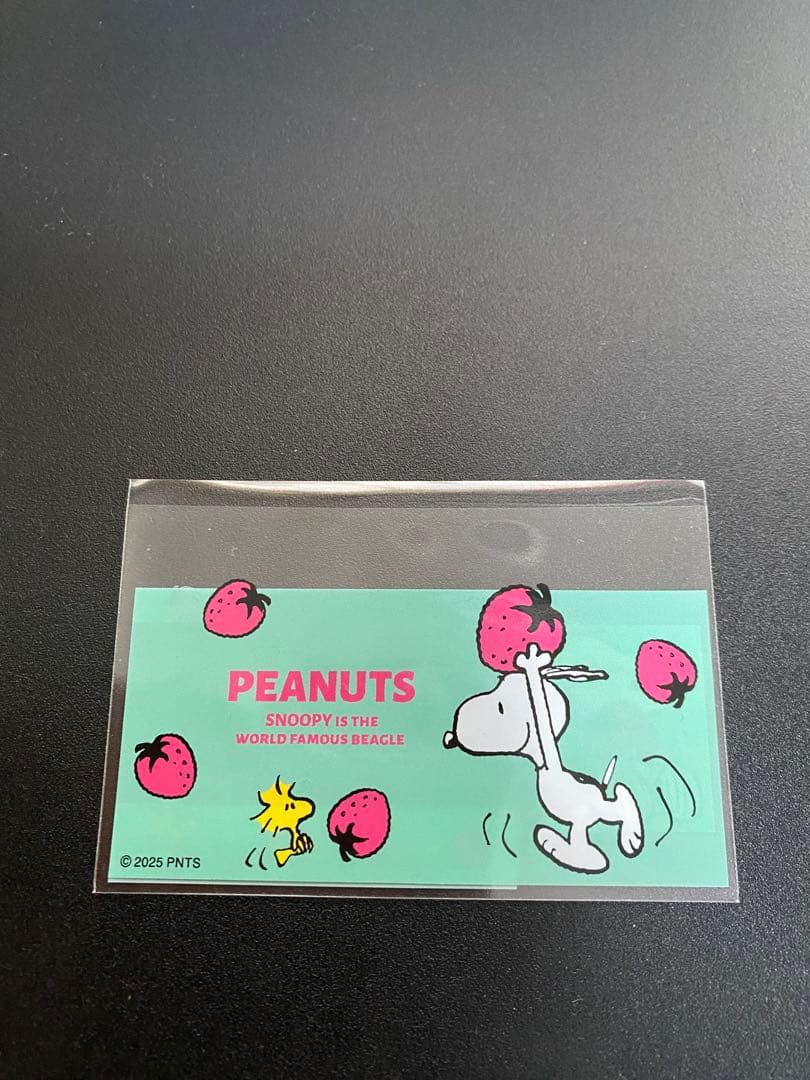 PEANUTS
SNOOPY IS THE
WORLD FAMOUS BEAGLE
© 2025 PNTS